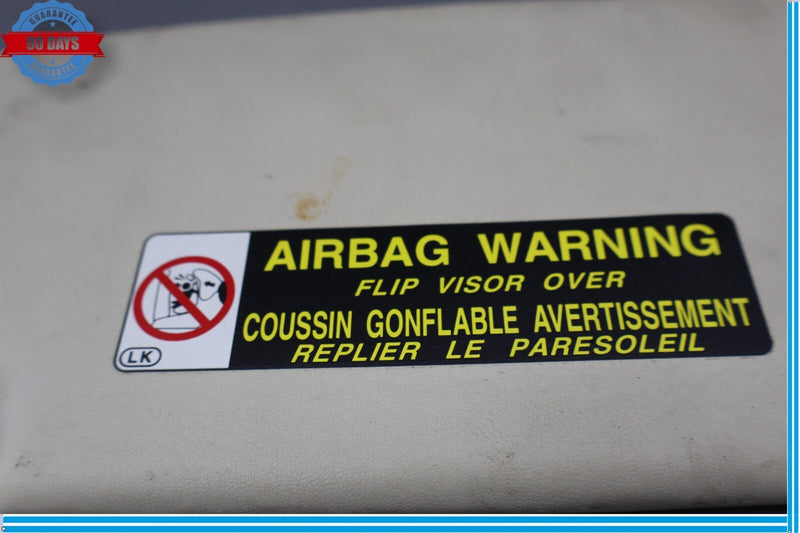 GUARANTEE
90 DAYS
GUARANTEE
AIRBAG WARNING
FLIP VISOR OVER
COUSSIN GONFLABLE AVERTISSEMENT
REPLIER LE PARESOLEIL
LK